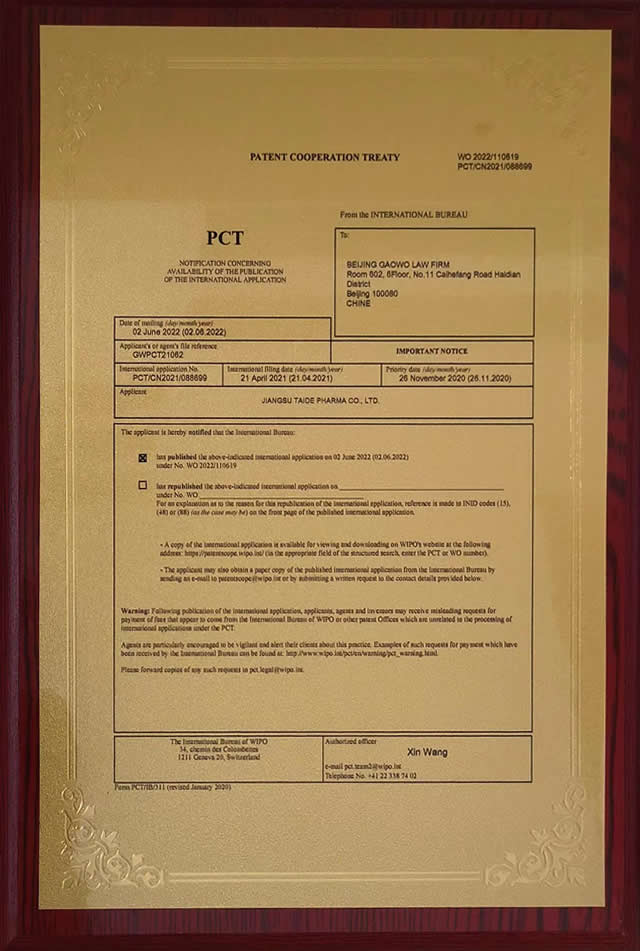 PATENT COOPERATION TREATY
WO 2022/110619
PCT/CN2021/088699
From the INTERNATIONAL BUREAU
PCT
NOTIFICATION CONCERNING
AVAILABILITY OF THE PUBLICATION
OF THE INTERNATIONAL APPLICATION
To:
BEIJING GAOWO LAW FIRM
Room 602, 6Floor, No.11 Caihefang Road Haidian
District
Beijing 100080
CHINE
Date of mailing (day/month/year)
02 June 2022 (02.06.2022)
Applicant's or agent's file reference
GWPCT21062
IMPORTANT NOTICE
International application No.
PCT/CN2021/088699
International filing date (day/month/year)
21 April 2021 (21.04.2021)
Priority date (day/month/year)
26 November 2020 (26.11.2020)
Applicant
JIANGSU TAIDE PHARMA CO., LTD.
The applicant is hereby notified that the International Bureau:
has published the above-indicated international application on 02 June 2022 (02.06.2022)
under No. WO 2022/110619
has republished the above-indicated international application on
under No. WO
For an explanation as to the reason for this republication of the international application, reference is made to INID codes (15),
(48) or (88) (as the case may be) on the front page of the published international application.
• A copy of the international application is available for viewing and downloading on WIPO's website at the following
address: https://patentscope.wipo.int/ (in the appropriate field of the structured search, enter the PCT or WO number).
• The applicant may also obtain a paper copy of the published international application from the International Bureau by
sending an e-mail to patentscope@wipo.int or by submitting a written request to the contact details provided below.
Warning: Following publication of the international application, applicants, agents and inventors may receive misleading requests for
payment of fees that appear to come from the International Bureau of WIPO or other patent Offices which are unrelated to the processing of
international applications under the PCT.
Agents are particularly encouraged to be vigilant and alert their clients about this practice. Examples of such requests for payment which have
been received by the International Bureau can be found at: http://www.wipo.int/pct/en/warning/pct_warning.html.
Please forward copies of any such requests to pct.legal@wipo.int.
The International Bureau of WIPO
34, chemin des Colombettes
1211 Geneva 20, Switzerland
Authorized officer
Xin Wang
e-mail pct.team2@wipo.int
Telephone No. +41 22 338 74 02
Form PCT/IB/311 (revised January 2020)